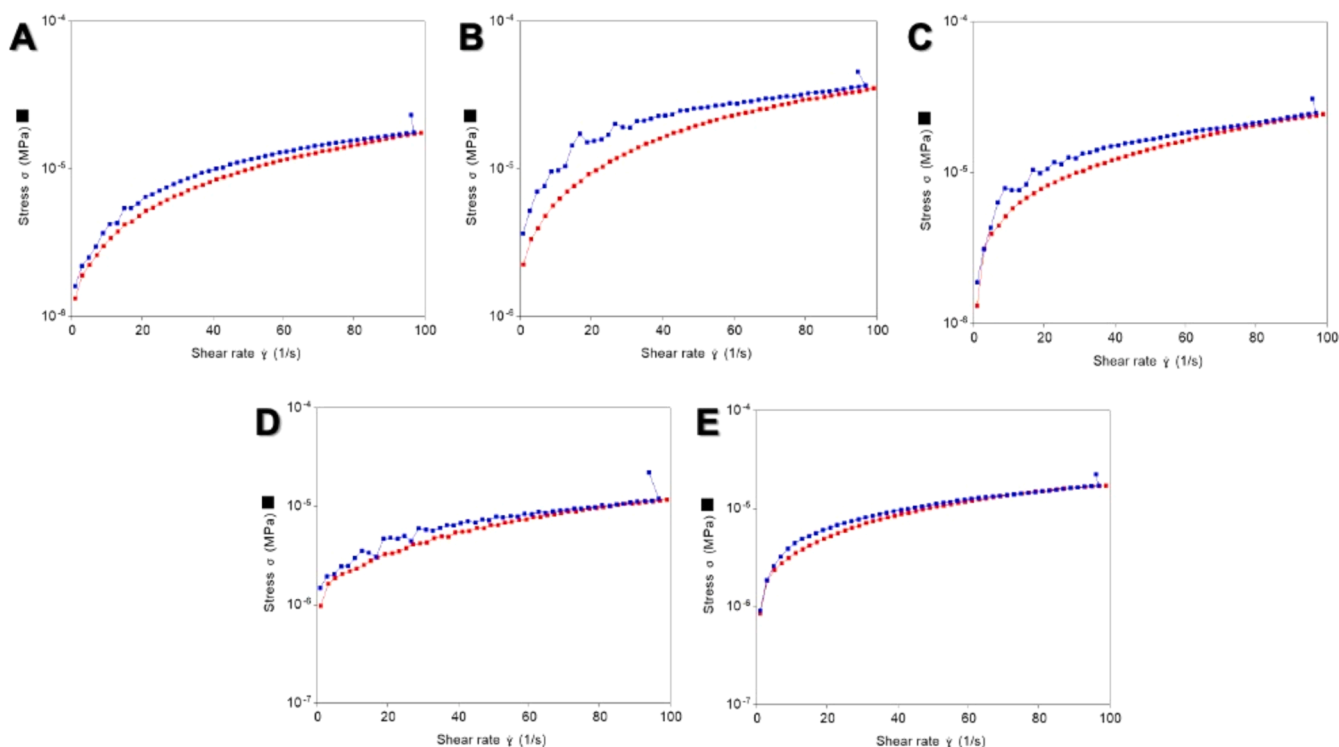 A
10⁻⁴
10⁻⁵
10⁻⁶
Stress σ (MPa)
0 20 40 60 80 100
Shear rate γ̇ (1/s)
B
10⁻⁴
10⁻⁵
10⁻⁶
Stress σ (MPa)
0 20 40 60 80 100
Shear rate γ̇ (1/s)
C
10⁻⁴
10⁻⁵
10⁻⁶
Stress σ (MPa)
0 20 40 60 80 100
Shear rate γ̇ (1/s)
D
10⁻⁴
10⁻⁵
10⁻⁶
10⁻⁷
Stress σ (MPa)
0 20 40 60 80 100
Shear rate γ̇ (1/s)
E
10⁻⁴
10⁻⁵
10⁻⁶
10⁻⁷
Stress σ (MPa)
0 20 40 60 80 100
Shear rate γ̇ (1/s)